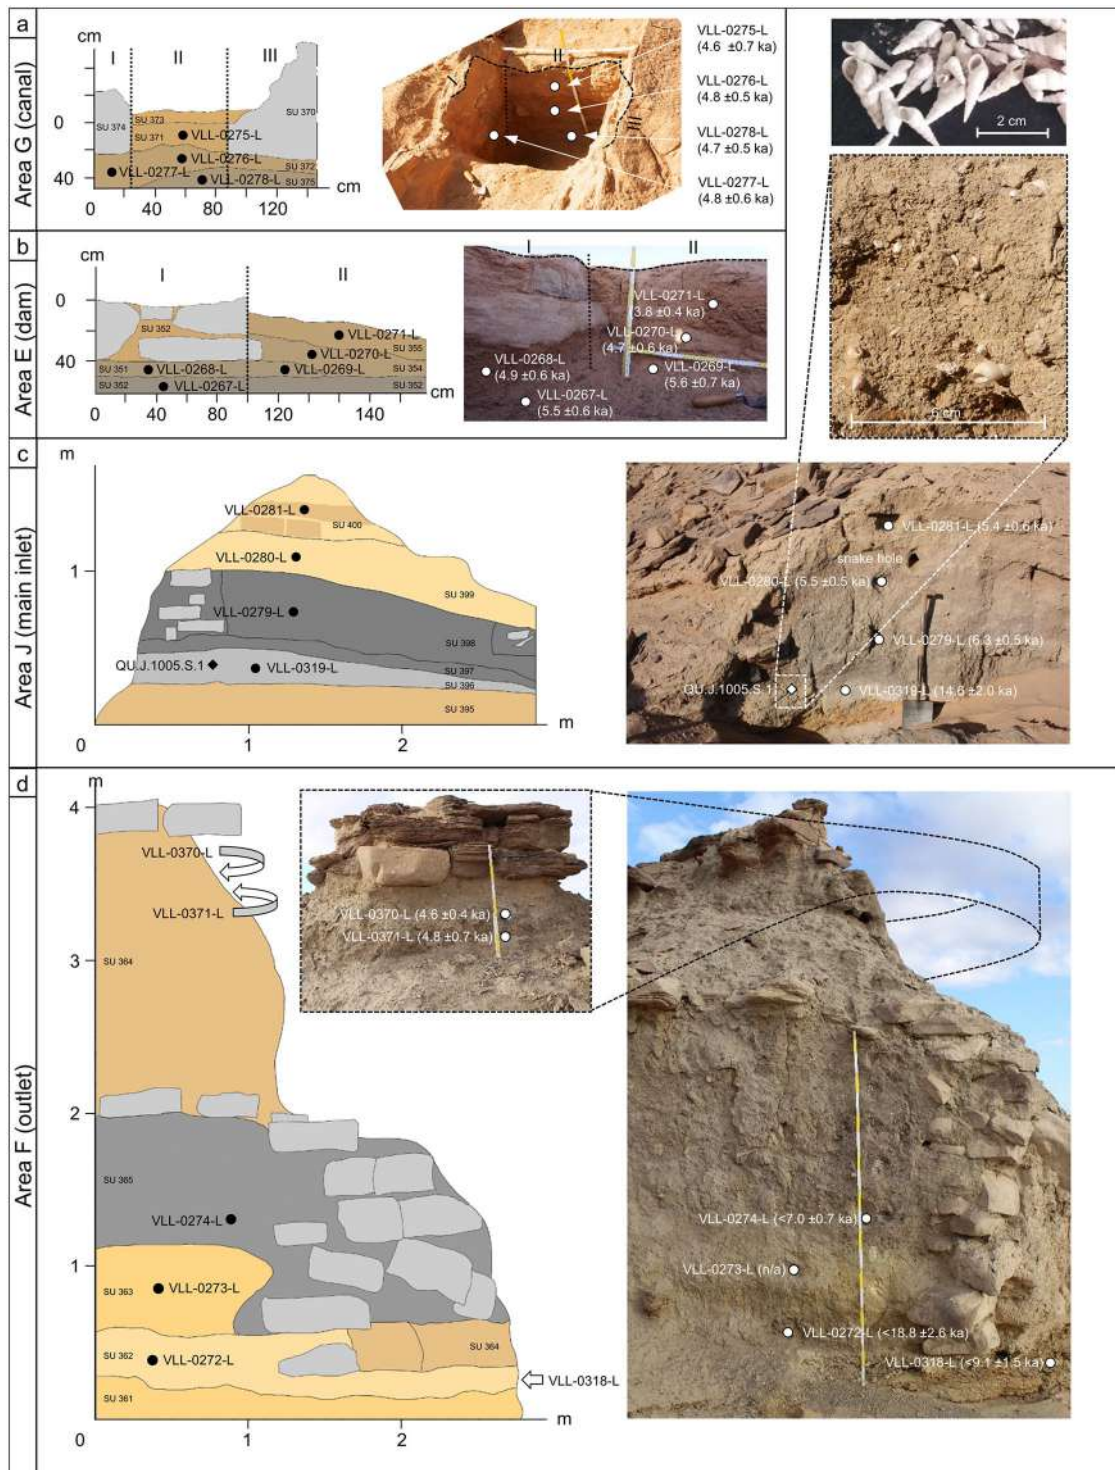 a
Area G (canal)
cm
I
II
III
SU 370
SU 374
SU 373
SU 371
SU 372
SU 375
VLL-0275-L
VLL-0276-L
VLL-0277-L
VLL-0278-L
0
40
cm
0
40
80
120
I
II
III
VLL-0275-L
(4.6 ±0.7 ka)
VLL-0276-L
(4.8 ±0.5 ka)
VLL-0278-L
(4.7 ±0.5 ka)
VLL-0277-L
(4.8 ±0.6 ka)
2 cm
6 cm
b
Area E (dam)
cm
I
II
0
40
80
SU 352
SU 351
SU 352
SU 355
SU 354
VLL-0271-L
VLL-0270-L
VLL-0268-L
VLL-0269-L
VLL-0267-L
cm
0
40
80
120
140
I
II
VLL-0271-L
(3.8 ±0.4 ka)
VLL-0270-L
(4.7 ±0.6 ka)
VLL-0268-L
(4.9 ±0.6 ka)
VLL-0269-L
(5.6 ±0.7 ka)
VLL-0267-L
(5.5 ±0.6 ka)
c
Area J (main inlet)
m
1
VLL-0281-L
SU 400
VLL-0280-L
SU 399
VLL-0279-L
SU 398
QU.J.1005.S.1
VLL-0319-L
SU 397
SU 396
SU 395
m
0
1
2
VLL-0281-L (5.4 ±0.6 ka)
snake hole
VLL-0280-L (5.5 ±0.5 ka)
VLL-0279-L (6.3 ±0.5 ka)
QU.J.1005.S.1
VLL-0319-L (14.6 ±2.0 ka)
d
Area F (outlet)
m
4
3
2
1
VLL-0370-L
VLL-0371-L
SU 364
SU 365
VLL-0274-L
SU 363
VLL-0273-L
SU 362
VLL-0272-L
SU 364
VLL-0318-L
SU 361
0
1
2
m
VLL-0370-L (4.6 ±0.4 ka)
VLL-0371-L (4.8 ±0.7 ka)
VLL-0274-L (<7.0 ±0.7 ka)
VLL-0273-L (n/a)
VLL-0272-L (<18.8 ±2.6 ka)
VLL-0318-L (<9.1 ±1.5 ka)